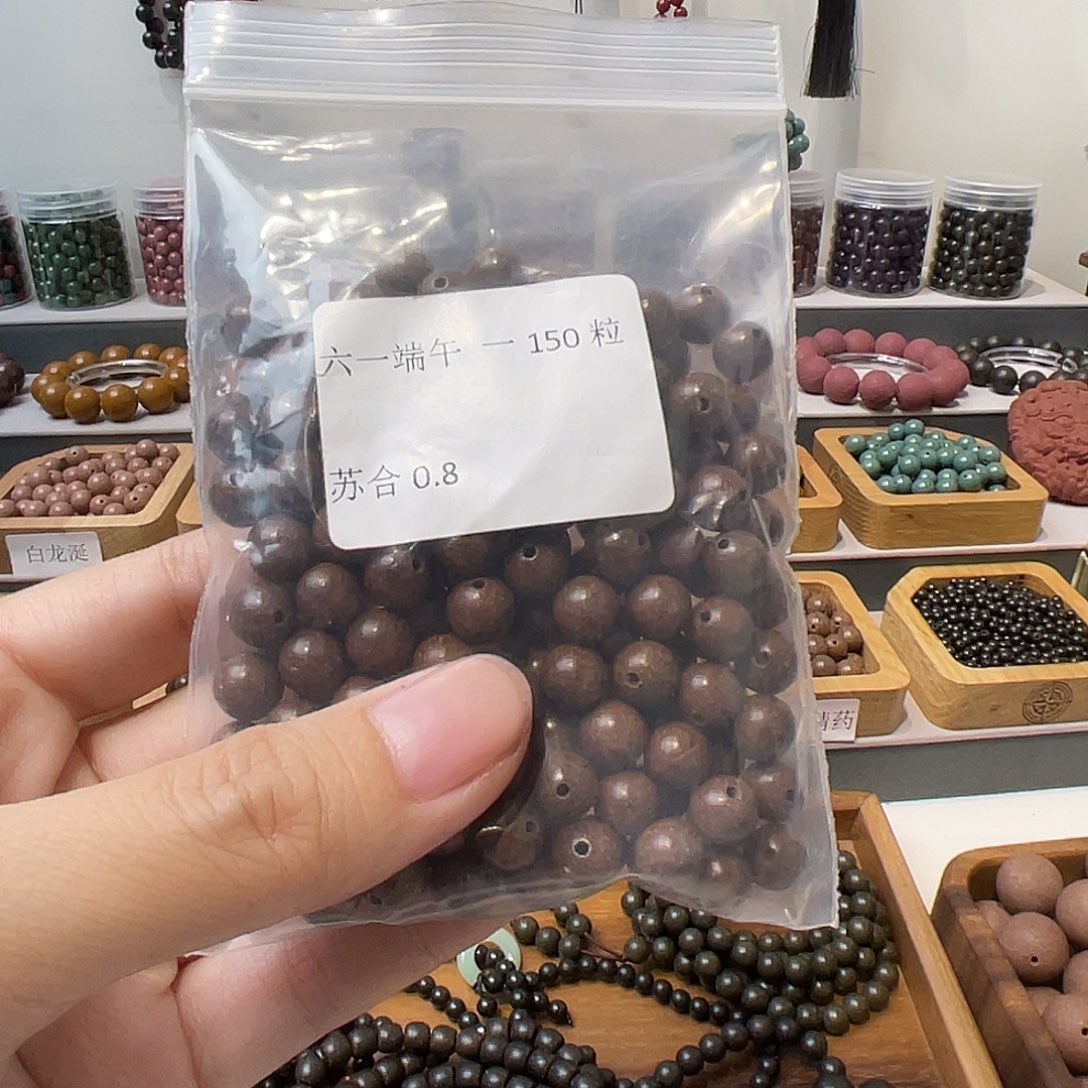 六一端午 一 150 粒
苏合 0.8
白龙涎